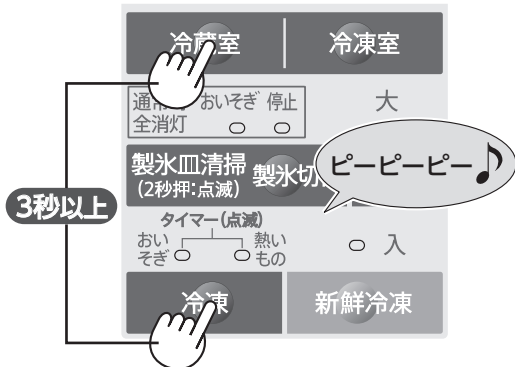 冷蔵室 冷凍室
おいそぎ 停止
全消灯
大
製氷皿清掃
(2秒押:点滅)
製氷切
ピーピーピー♪
3秒以上
タイマー(点滅)
おい
そぎ
熱い
もの
入
冷凍 新鮮冷凍